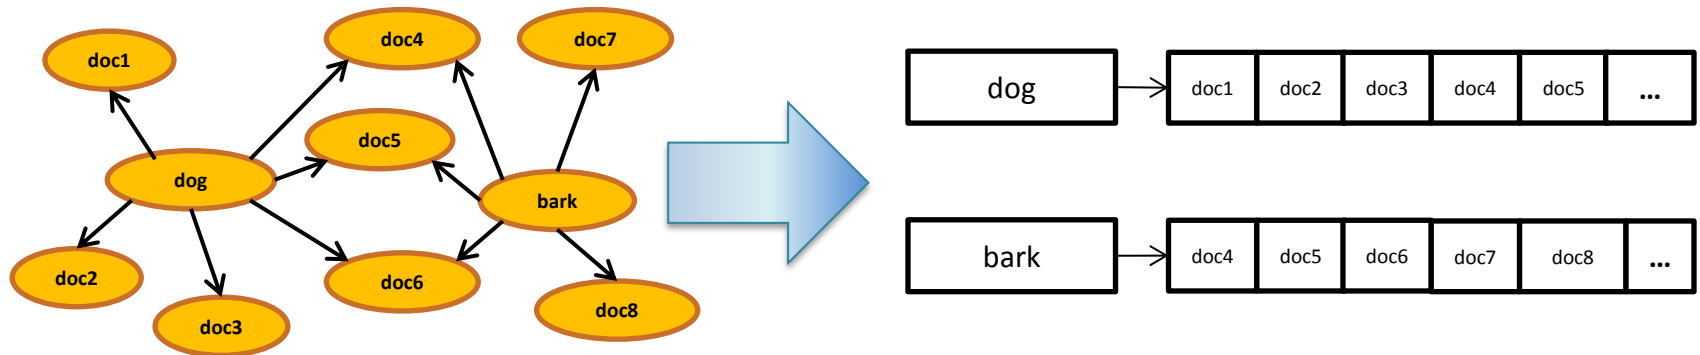 doc1
doc4
doc7
doc5
dog
bark
doc2
doc6
doc3
doc8
dog doc1 doc2 doc3 doc4 doc5 ...
bark doc4 doc5 doc6 doc7 doc8 ...